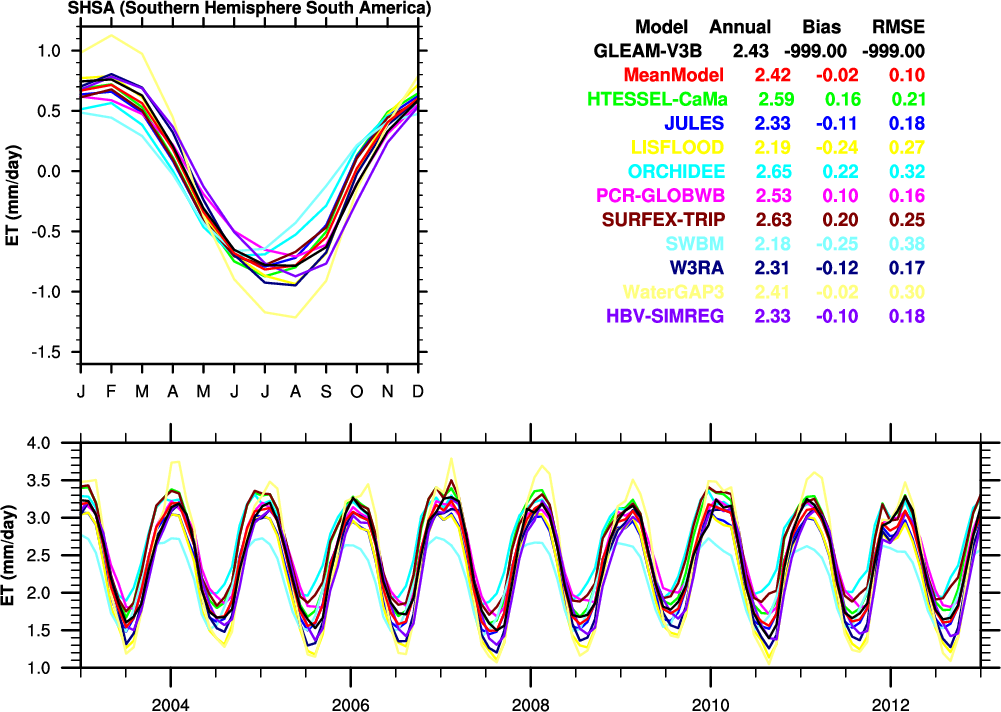 SHSA (Southern Hemisphere South America)
Model Annual Bias RMSE
GLEAM-V3B 2.43 -999.00 -999.00
MeanModel 2.42 -0.02 0.10
HTESSEL-CaMa 2.59 0.16 0.21
JULES 2.33 -0.11 0.18
LISFLOOD 2.19 -0.24 0.27
ORCHIDEE 2.65 0.22 0.32
PCR-GLOBWB 2.53 0.10 0.16
SURFEX-TRIP 2.63 0.20 0.25
SWBM 2.18 -0.25 0.38
W3RA 2.31 -0.12 0.17
WaterGAP3 2.41 -0.02 0.30
HBV-SIMREG 2.33 -0.10 0.18
ET (mm/day)
1.0
0.5
0.0
-0.5
-1.0
-1.5
J F M A M J J A S O N D
ET (mm/day)
4.0
3.5
3.0
2.5
2.0
1.5
1.0
2004 2006 2008 2010 2012